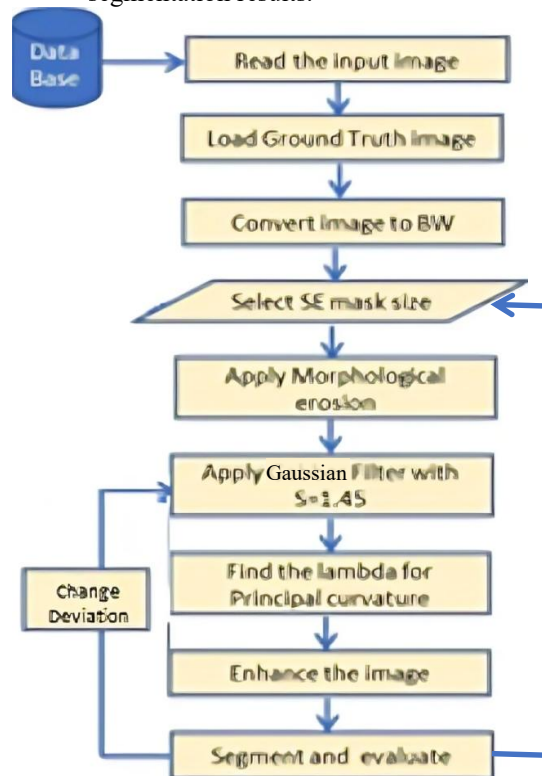 segmentation results.
Data
Base
Read the input image
Load Ground Truth image
Convert image to BW
Select SE mask size
Apply Morphological
erosion
Apply Gaussian Filter with
S=1.45
Find the lambda for
Principal curvature
Change
Deviation
Enhance the image
Segment and evaluate